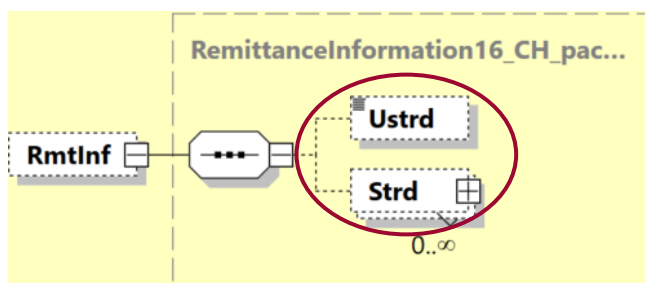 RemittanceInformation16_CH_pac...
Ustrd
RmtInf
Strd
0..∞